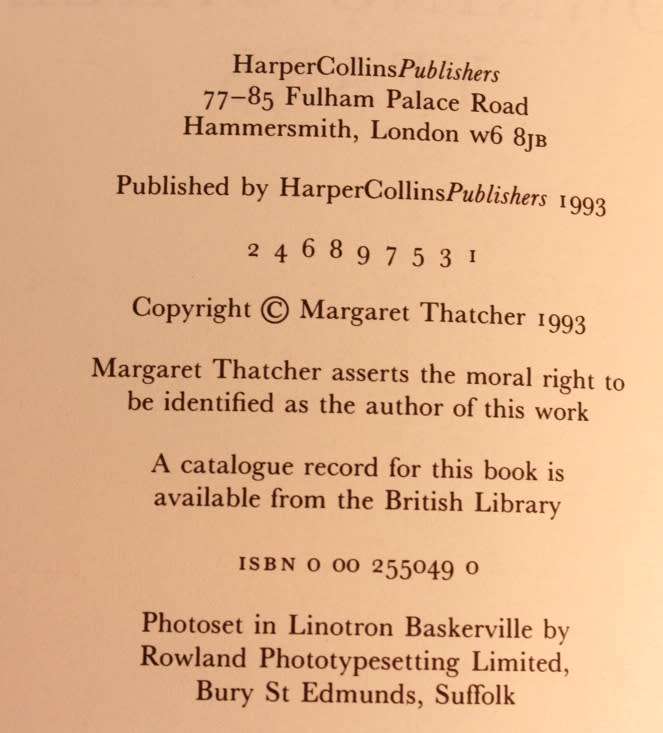 HarperCollinsPublishers
77–85 Fulham Palace Road
Hammersmith, London W6 8JB
Published by HarperCollinsPublishers 1993
2 4 6 8 9 7 5 3 1
Copyright © Margaret Thatcher 1993
Margaret Thatcher asserts the moral right to
be identified as the author of this work
A catalogue record for this book is
available from the British Library
ISBN 0 00 255049 0
Photoset in Linotron Baskerville by
Rowland Phototypesetting Limited,
Bury St Edmunds, Suffolk